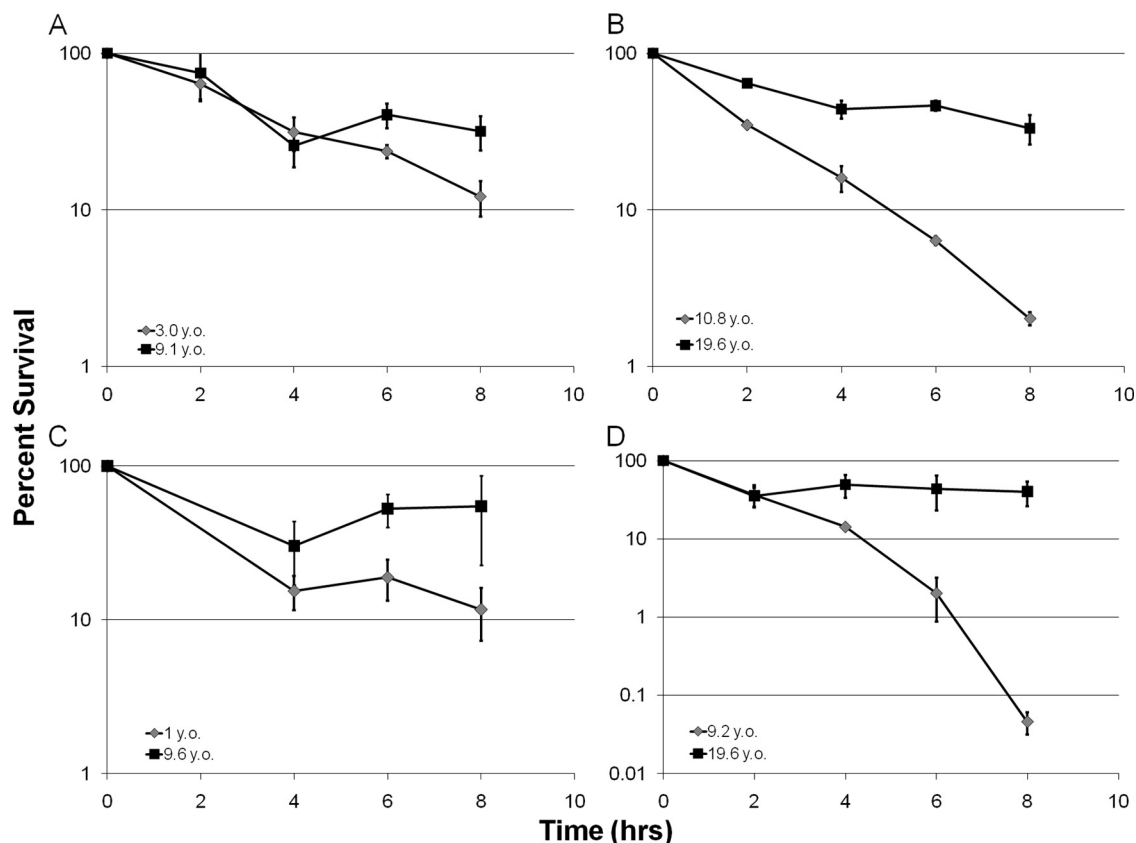 A
100
10
1
0 2 4 6 8 10
3.0 y.o.
9.1 y.o.
B
100
10
1
0 2 4 6 8 10
10.8 y.o.
19.6 y.o.
Percent Survival
C
100
10
1
0 2 4 6 8 10
1 y.o.
9.6 y.o.
D
100
10
1
0.1
0.01
0 2 4 6 8 10
9.2 y.o.
19.6 y.o.
Time (hrs)